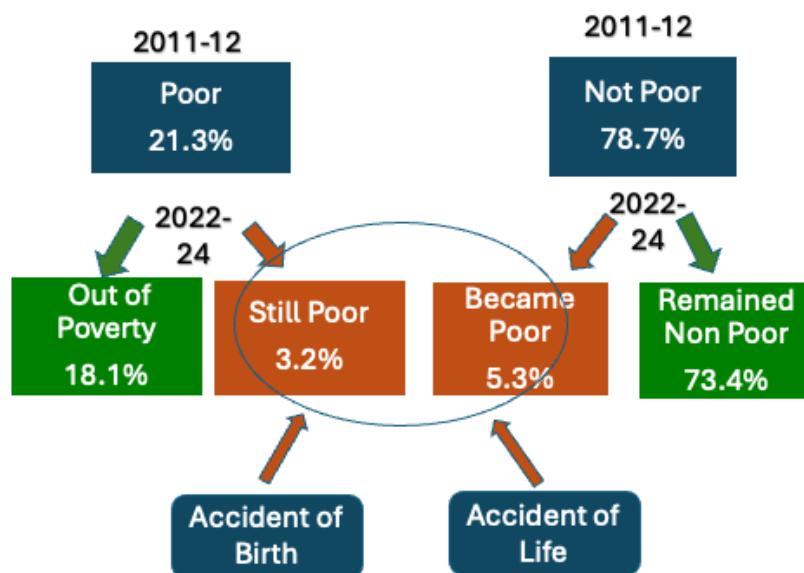 2011-12
Poor
21.3%
2011-12
Not Poor
78.7%
2022-
24
2022-
24
Out of
Poverty
18.1%
Still Poor
3.2%
Became
Poor
5.3%
Remained
Non Poor
73.4%
Accident of
Birth
Accident of
Life